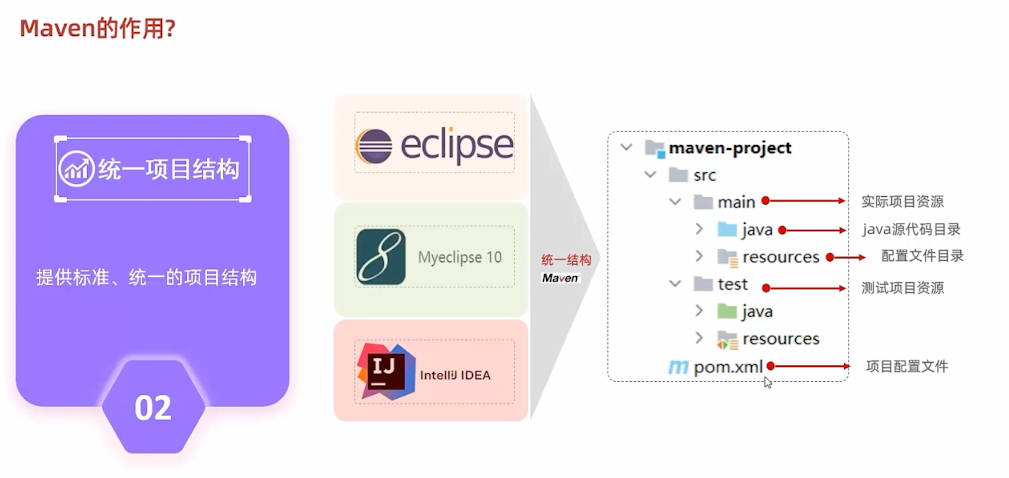 Maven的作用?
统一项目结构
提供标准、统一的项目结构
02
eclipse
Myeclipse 10
IJ
IntelliJ IDEA
统一结构
Maven
maven-project
src
main
实际项目资源
java
java源代码目录
resources
配置文件目录
test
测试项目资源
java
resources
m pom.xml
项目配置文件